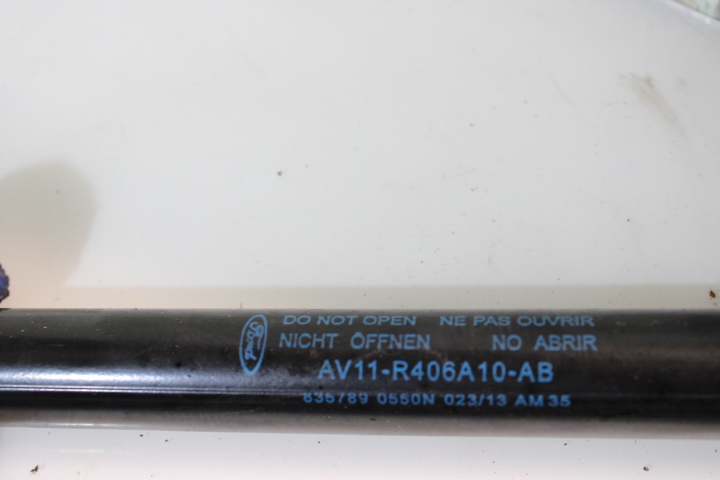 Ford
DO NOT OPEN NE PAS OUVRIR
NICHT ÖFFNEN NO ABRIR
AV11-R406A10-AB
835789 0550N 023/13 AM 35